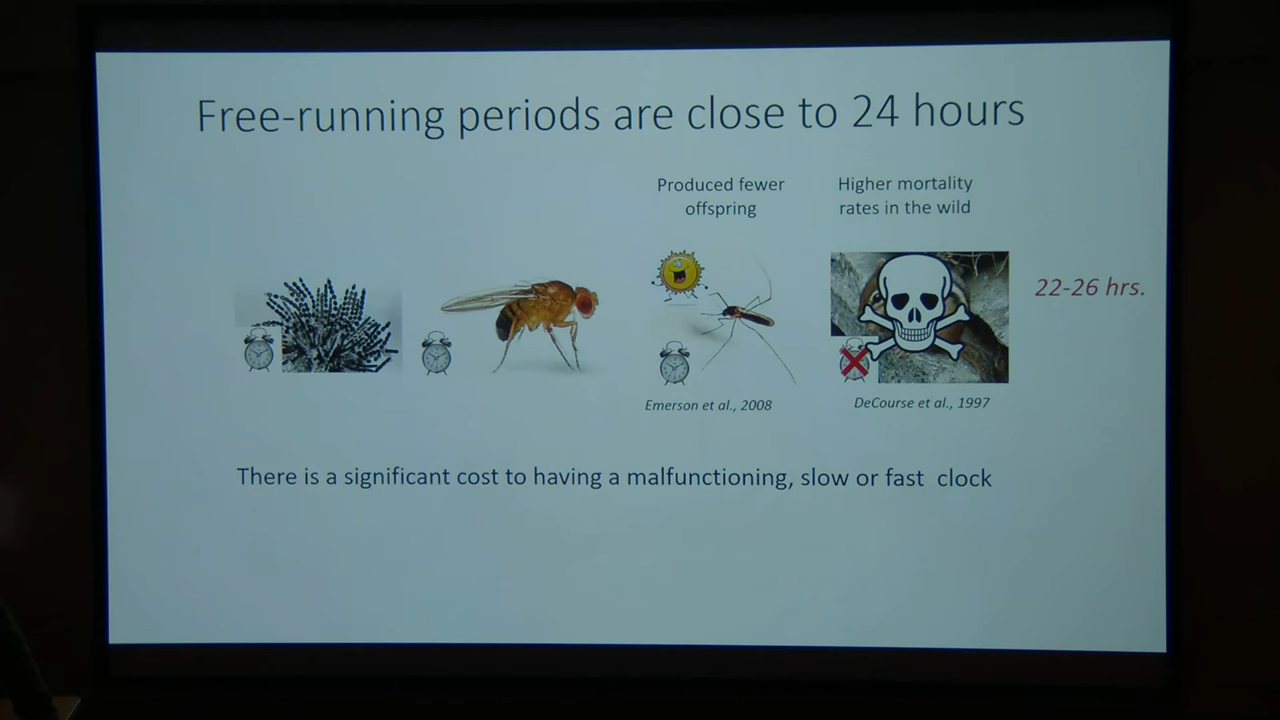 Free-running periods are close to 24 hours
Produced fewer
offspring
Higher mortality
rates in the wild
22-26 hrs.
Emerson et al., 2008
DeCourse et al., 1997
There is a significant cost to having a malfunctioning, slow or fast  clock